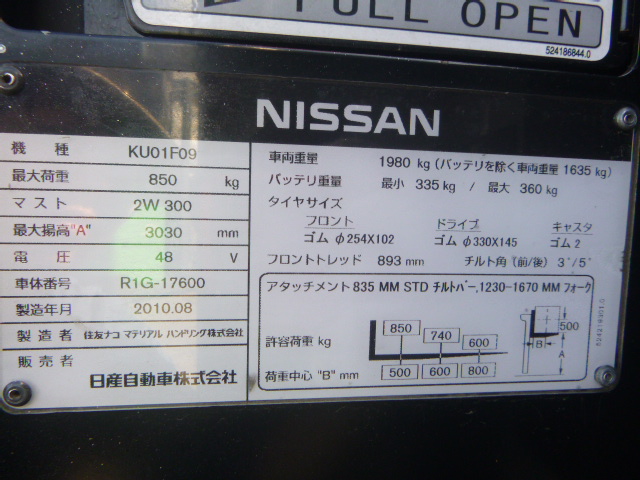 PULL OPEN
524186844.0
NISSAN
機種 KU01F09
最大荷重 850 kg
マスト 2W 300
最大揚高"A" 3030 mm
電圧 48 V
車体番号 R1G-17600
製造年月 2010.08
製造者 住友ナコ マテリアル ハンドリング株式会社
販売者 日産自動車株式会社
車両重量 1980 kg (バッテリを除く車両重量 1635 kg)
バッテリ重量 最小 335 kg / 最大 360 kg
タイヤサイズ
フロント ドライブ キャスタ
ゴム φ254X102 ゴム φ330X145 ゴム 2
フロントトレッド 893 mm チルト角 (前/後) 3°/5°
アタッチメント 835 MM STD チルトバー, 1230-1670 MM フォーク
許容荷重 kg 850 740 600
荷重中心 "B" mm 500 600 800
500
B
A